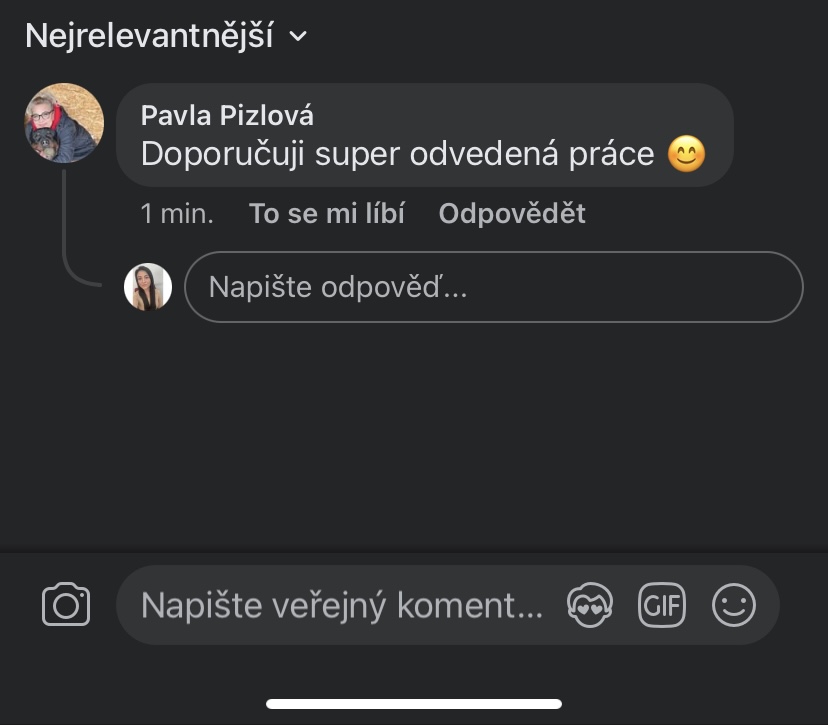 Nejrelevantnější
Pavla Pizlová
Doporučuji super odvedená práce 😊
1 min. To se mi líbí Odpovědět
Napište odpověď...
Napište veřejný koment... GIF